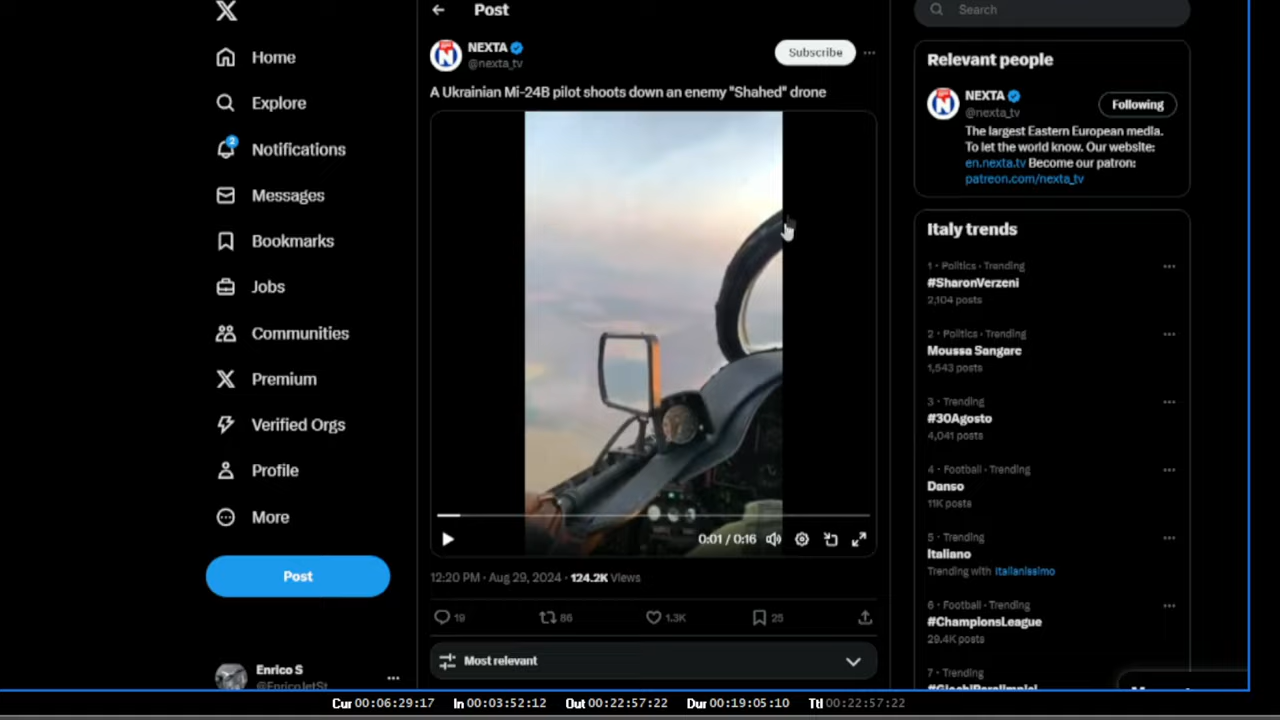 Post
Search
Home
Explore
2
Notifications
Messages
Bookmarks
Jobs
Communities
Premium
Verified Orgs
Profile
More
Post
Enrico S
NEXTA
@nexta_tv
Subscribe
A Ukrainian Mi-24B pilot shoots down an enemy "Shahed" drone
0:01 / 0:16
12:20 PM · Aug 29, 2024 · 124.2K Views
19
86
1.3K
25
Most relevant
Relevant people
NEXTA
@nexta_tv
Following
The largest Eastern European media.
To let the world know. Our website:
en.nexta.tv Become our patron:
patreon.com/nexta_tv
Italy trends
1 · Politics · Trending
#SharonVerzeni
2,104 posts
2 · Politics · Trending
Moussa Sangare
1,543 posts
3 · Trending
#30Agosto
4,041 posts
4 · Football · Trending
Danso
11K posts
5 · Trending
Italiano
Trending with Italianissimo
6 · Football · Trending
#ChampionsLeague
29.4K posts
7 · Trending
Cur 00:06:29:17 In 00:03:52:12 Out 00:22:57:22 Dur 00:19:05:10 Ttl 00:22:57:22